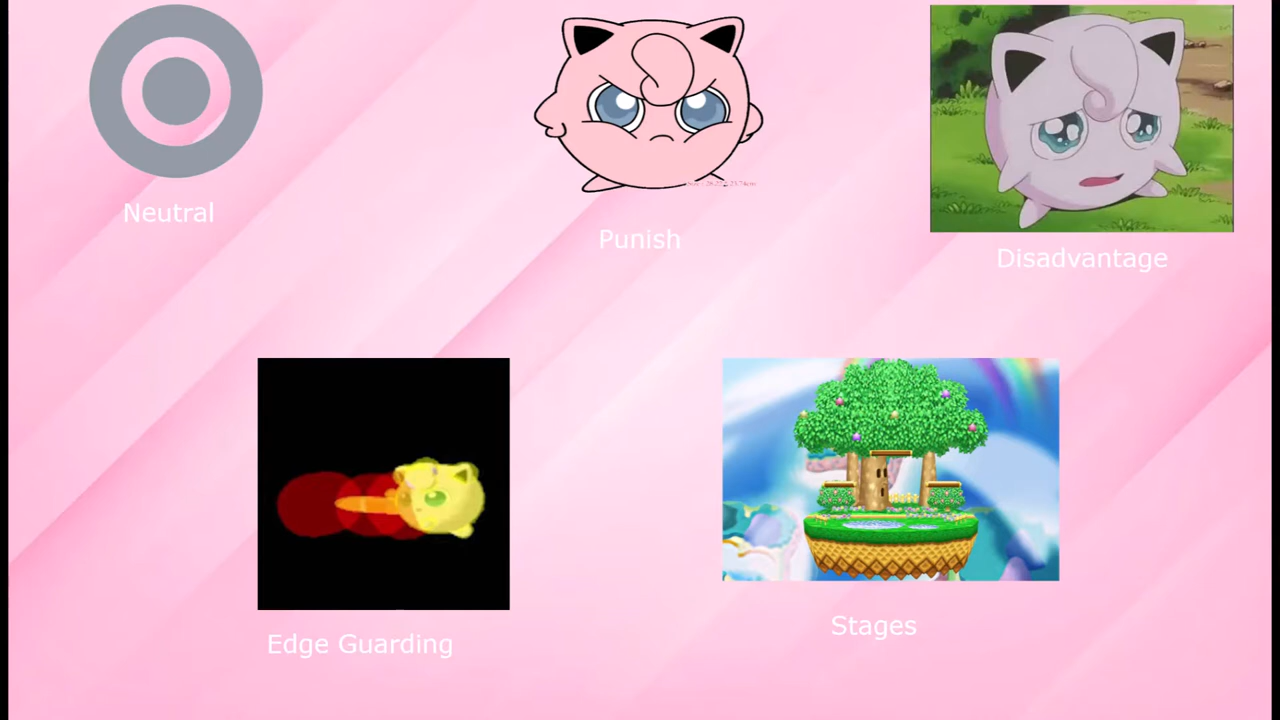 Neutral
Punish
Disadvantage
Edge Guarding
Stages